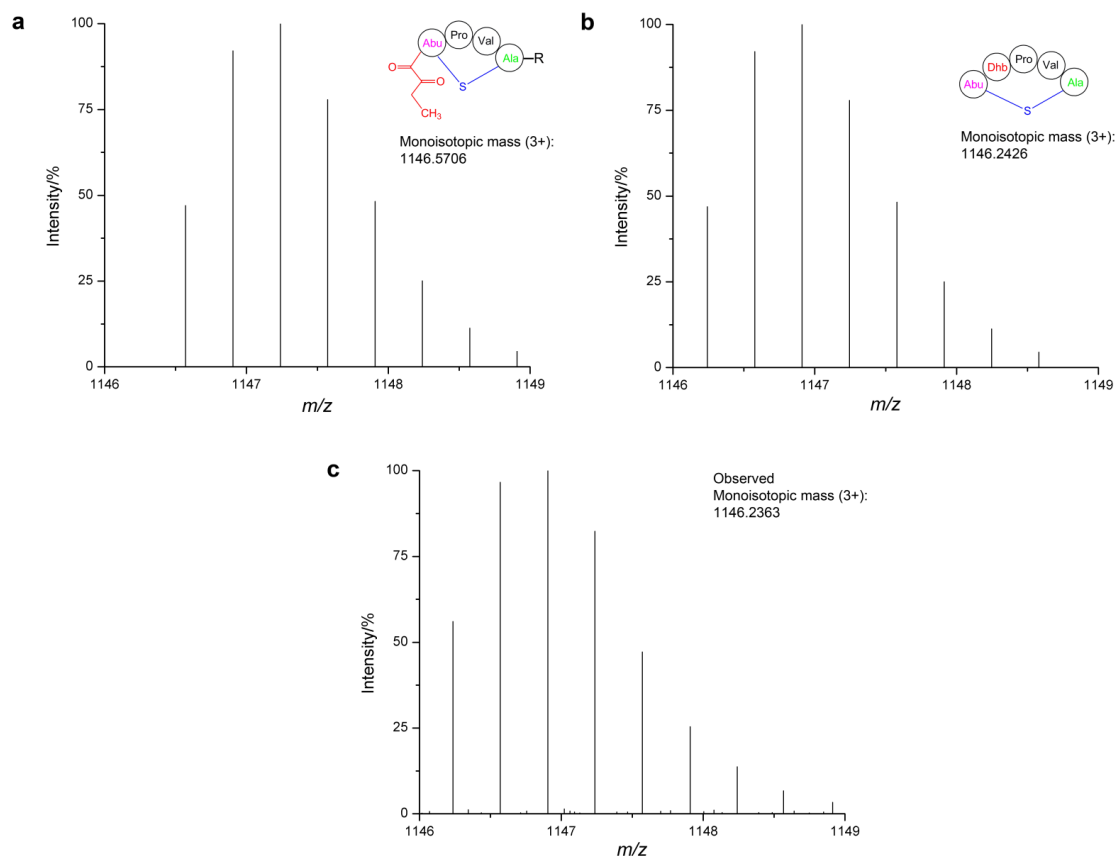 a
100
75
50
25
0
Intensity/%
1146
1147
1148
1149
m/z
Abu
Pro
Val
Ala
R
O
O
S
CH3
Monoisotopic mass (3+):
1146.5706
b
100
75
50
25
0
Intensity/%
1146
1147
1148
1149
m/z
Abu
Dhb
Pro
Val
Ala
S
Monoisotopic mass (3+):
1146.2426
c
100
75
50
25
0
Intensity/%
1146
1147
1148
1149
m/z
Observed
Monoisotopic mass (3+):
1146.2363